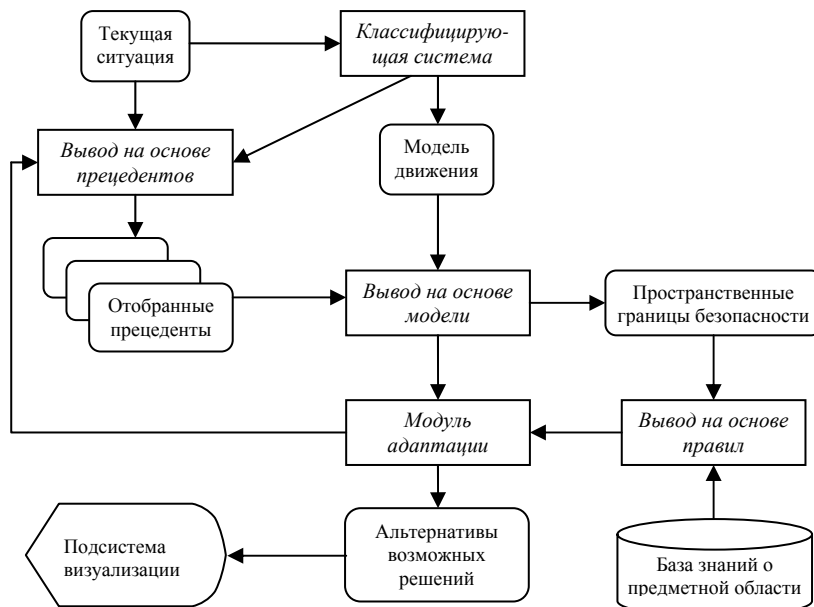 Текущая
ситуация
Классифицирую-
щая система
Вывод на основе
прецедентов
Модель
движения
Отобранные
прецеденты
Вывод на основе
модели
Пространственные
границы безопасности
Модуль
адаптации
Вывод на основе
правил
Подсистема
визуализации
Альтернативы
возможных
решений
База знаний о
предметной области